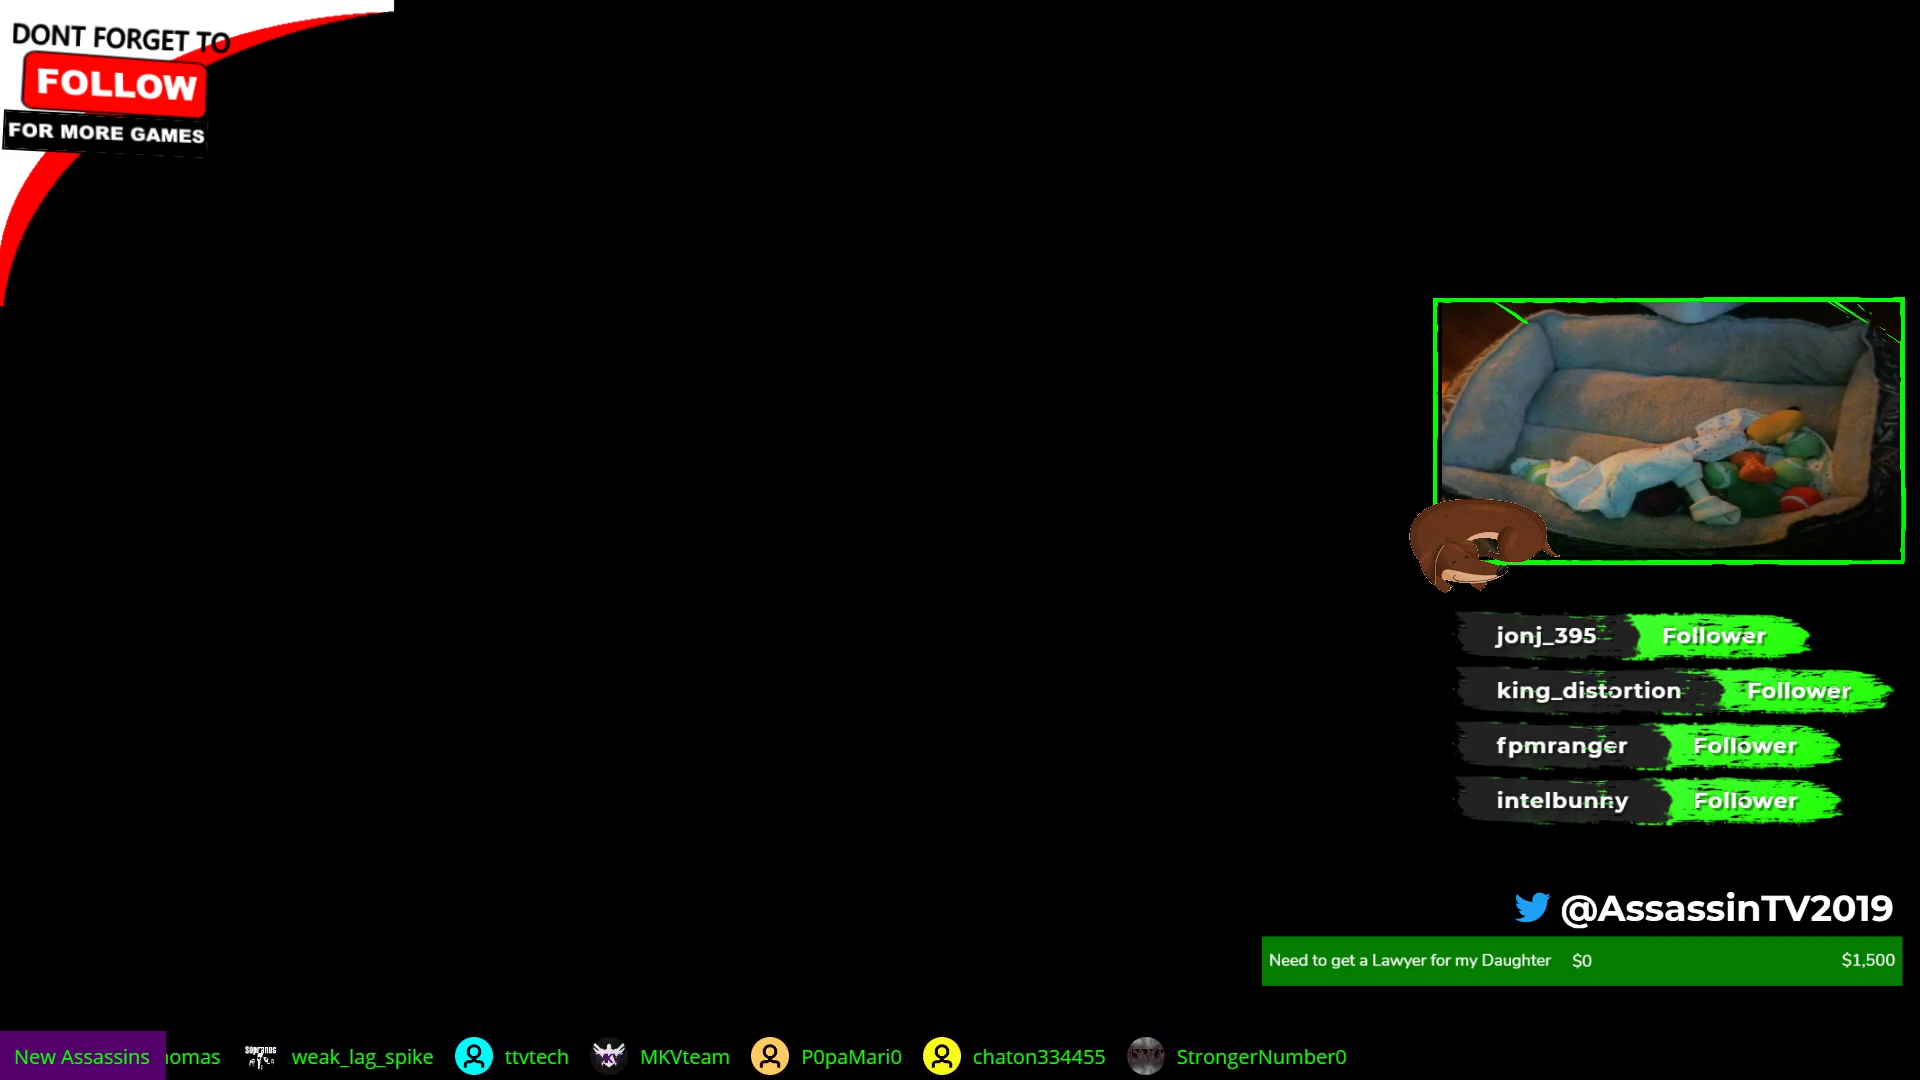 DONT FORGET TO
FOLLOW
FOR MORE GAMES
jonj_395 Follower
king_distortion Follower
fpmranger Follower
intelbunny Follower
@AssassinTV2019
Need to get a Lawyer for my Daughter $0 $1,500
New Assassins omas Sopranos weak_lag_spike ttvtech MKVteam P0paMari0 chaton334455 StrongerNumber0